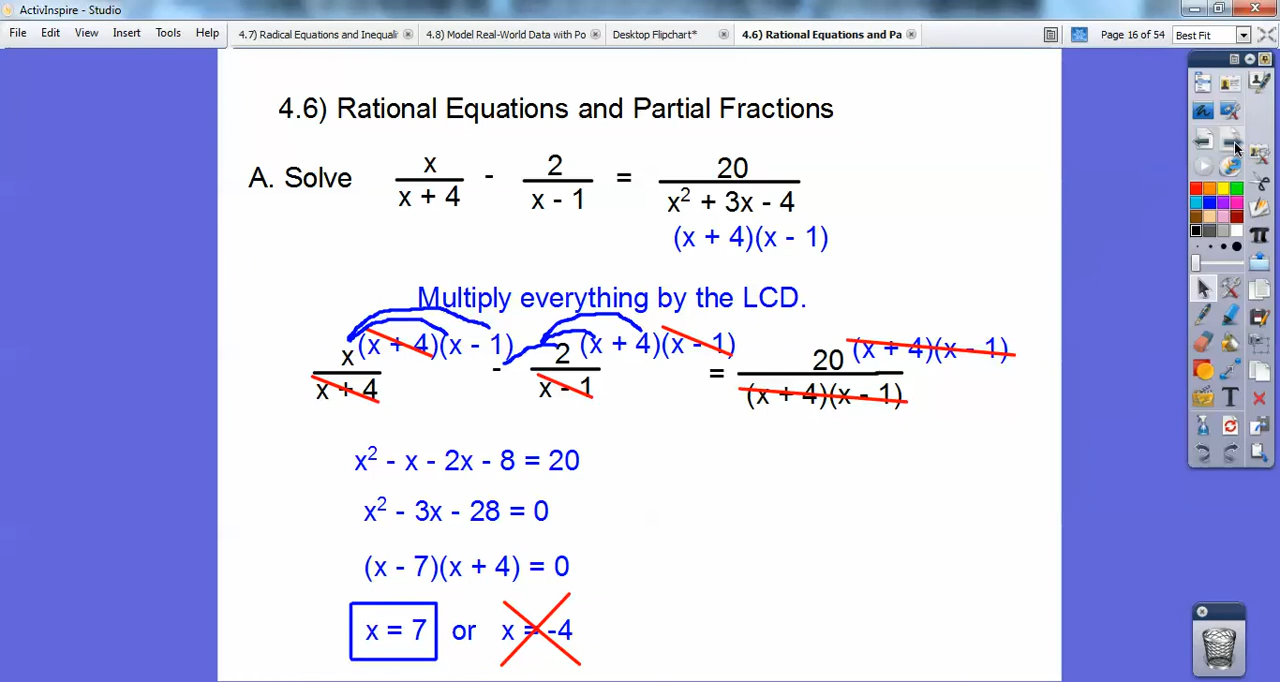 ActivInspire - Studio
File Edit View Insert Tools Help
4.7) Radical Equations and Inequali 4.8) Model Real-World Data with Po Desktop Flipchart* 4.6) Rational Equations and Pa Page 16 of 54 Best Fit
4.6) Rational Equations and Partial Fractions
A. Solve x/(x + 4) - 2/(x - 1) = 20/(x² + 3x - 4)
(x + 4)(x - 1)
Multiply everything by the LCD.
x(x + 4)(x - 1)/(x + 4) - 2(x + 4)(x - 1)/(x - 1) = 20(x + 4)(x - 1)/((x + 4)(x - 1))
x² - x - 2x - 8 = 20
x² - 3x - 28 = 0
(x - 7)(x + 4) = 0
x = 7 or x = -4